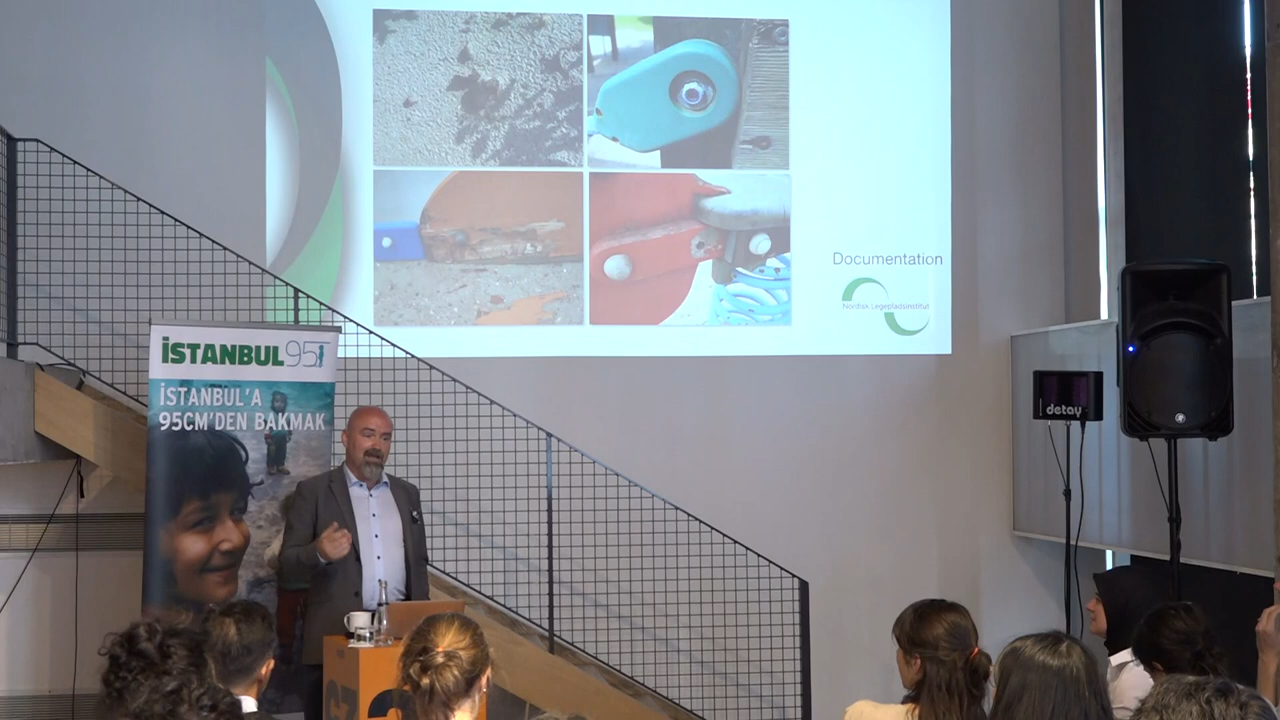 Documentation
Nordisk Legepladsinstitut
İSTANBUL95
İSTANBUL'A
95CM'DEN BAKMAK
detay